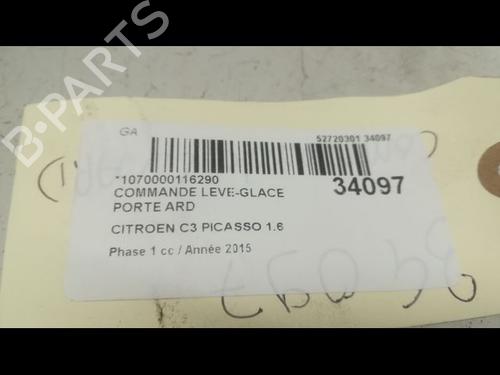 B-PARTS
GA
52720301 34097
*1070000116290
34097
COMMANDE LEVE-GLACE
PORTE ARD
CITROEN C3 PICASSO 1.6
Phase 1 cc / Année 2015
34097